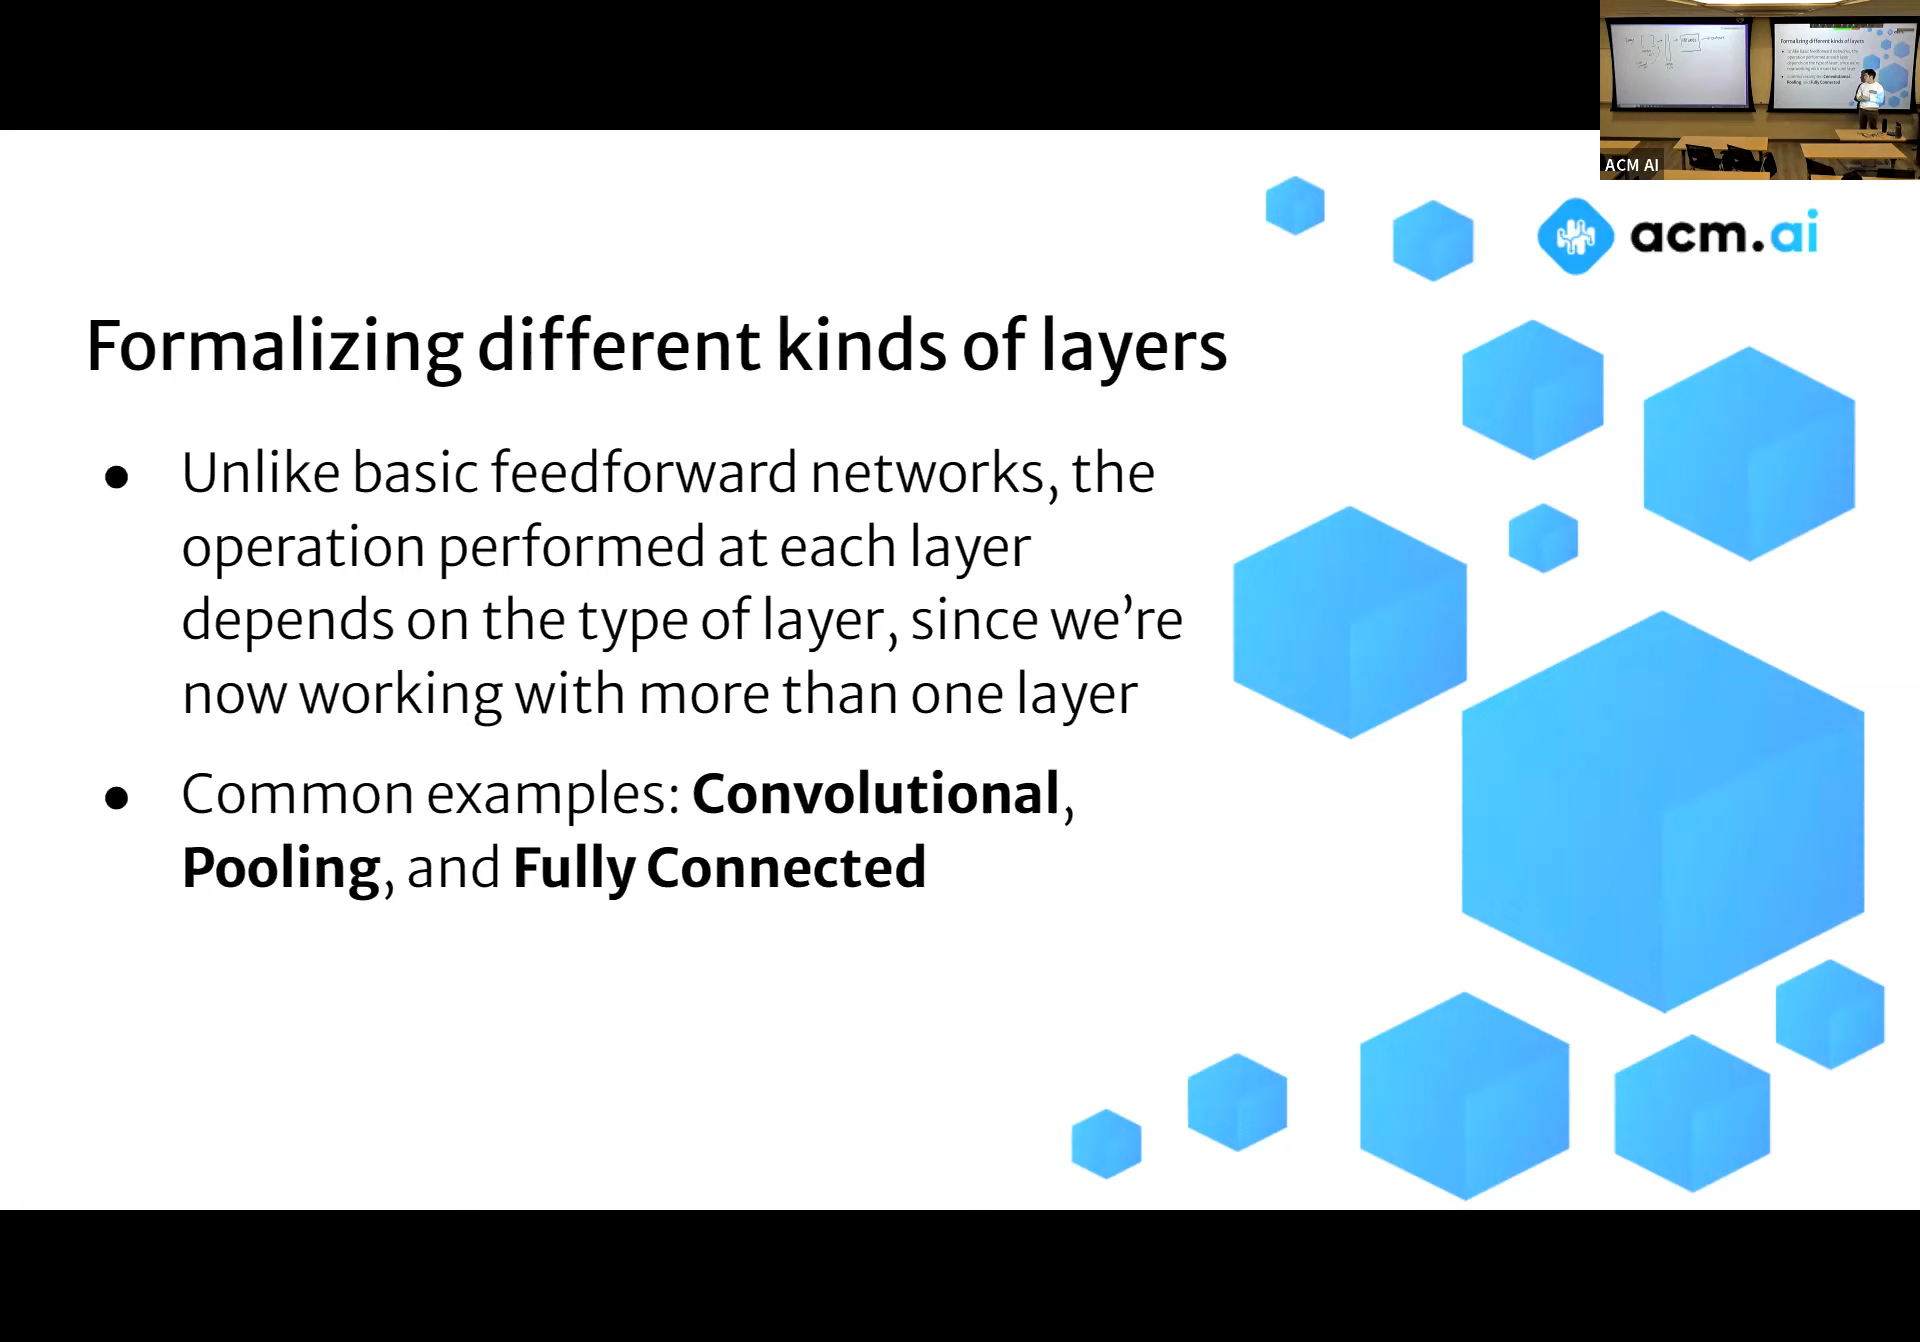 ACM AI
acm.ai
Formalizing different kinds of layers
● Unlike basic feedforward networks, the
operation performed at each layer
depends on the type of layer, since we’re
now working with more than one layer
● Common examples: Convolutional,
Pooling, and Fully Connected